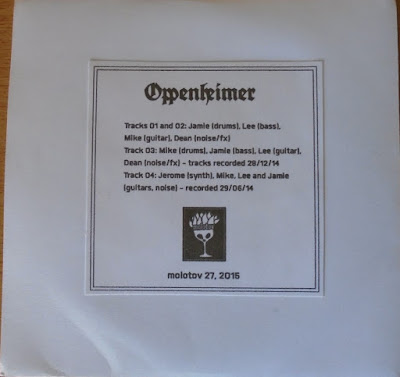 Oppenheimer
Tracks 01 and 02: Jamie (drums), Lee (bass),
Mike (guitar), Dean (noise/fx)
Track 03: Mike (drums), Jamie (bass), Lee (guitar),
Dean (noise/fx) - tracks recorded 28/12/14
Track 04: Jerome (synth), Mike, Lee and Jamie
(guitars, noise) - recorded 29/06/14
molotov 27, 2015